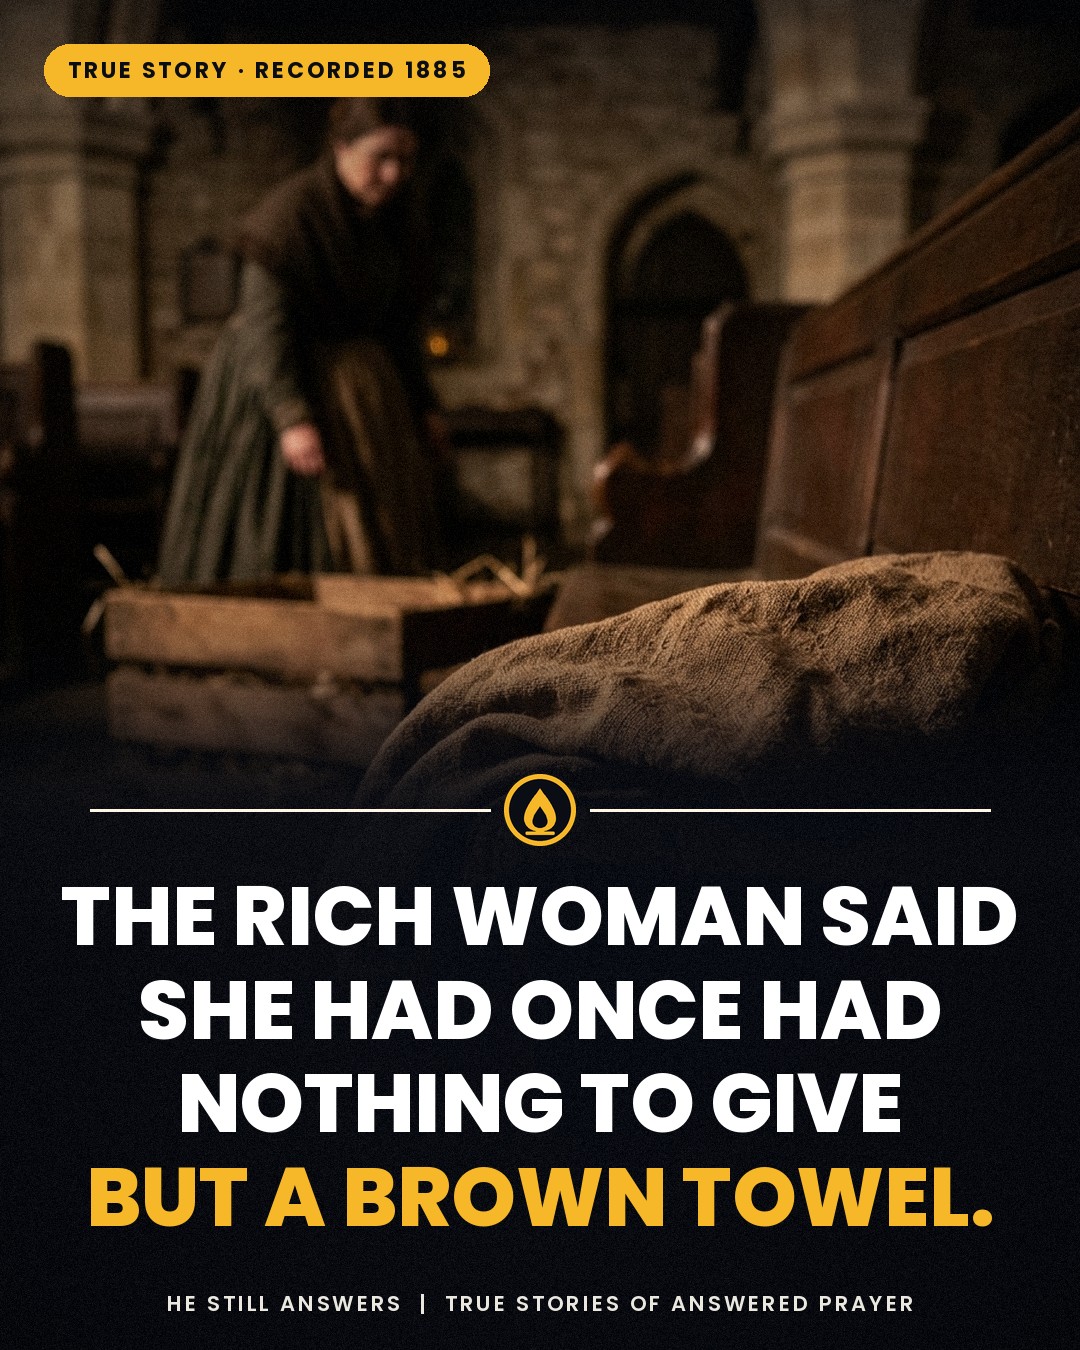 TRUE STORY · RECORDED 1885
THE RICH WOMAN SAID
SHE HAD ONCE HAD
NOTHING TO GIVE
BUT A BROWN TOWEL.
HE STILL ANSWERS | TRUE STORIES OF ANSWERED PRAYER